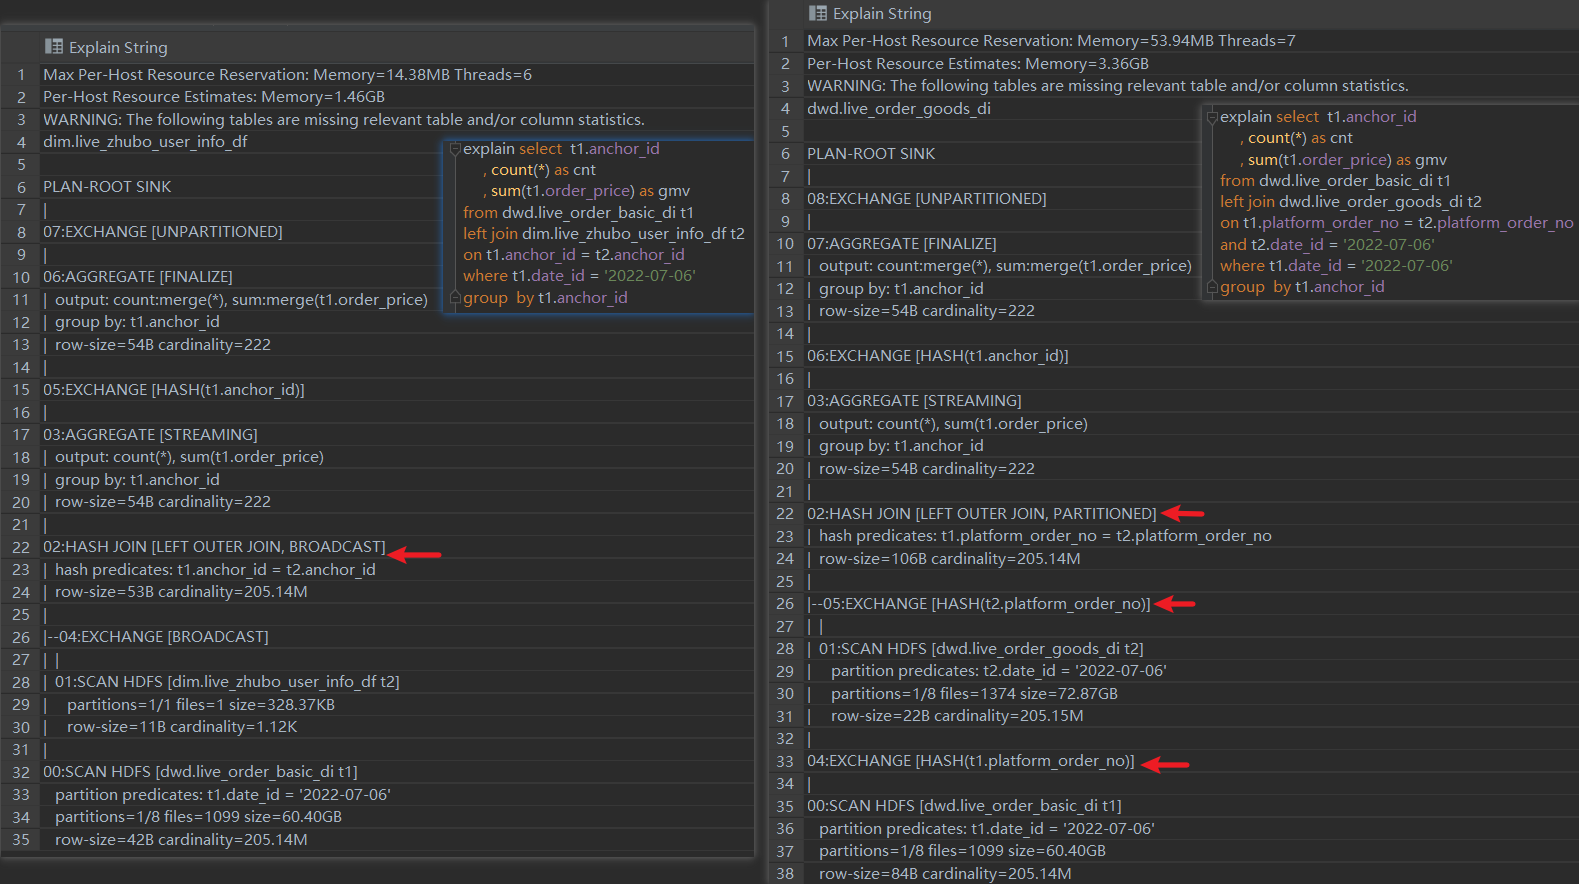 Explain String
1 Max Per-Host Resource Reservation: Memory=14.38MB Threads=6
2 Per-Host Resource Estimates: Memory=1.46GB
3 WARNING: The following tables are missing relevant table and/or column statistics.
4 dim.live_zhubo_user_info_df
5
6 PLAN-ROOT SINK
7 |
8 07:EXCHANGE [UNPARTITIONED]
9 |
10 06:AGGREGATE [FINALIZE]
11 | output: count:merge(*), sum:merge(t1.order_price)
12 | group by: t1.anchor_id
13 | row-size=54B cardinality=222
14 |
15 05:EXCHANGE [HASH(t1.anchor_id)]
16 |
17 03:AGGREGATE [STREAMING]
18 | output: count(*), sum(t1.order_price)
19 | group by: t1.anchor_id
20 | row-size=54B cardinality=222
21 |
22 02:HASH JOIN [LEFT OUTER JOIN, BROADCAST]
23 | hash predicates: t1.anchor_id = t2.anchor_id
24 | row-size=53B cardinality=205.14M
25 |
26 |--04:EXCHANGE [BROADCAST]
27 | |
28 | 01:SCAN HDFS [dim.live_zhubo_user_info_df t2]
29 | partitions=1/1 files=1 size=328.37KB
30 | row-size=11B cardinality=1.12K
31 |
32 00:SCAN HDFS [dwd.live_order_basic_di t1]
33 partition predicates: t1.date_id = '2022-07-06'
34 partitions=1/8 files=1099 size=60.40GB
35 row-size=42B cardinality=205.14M
explain select t1.anchor_id
, count(*) as cnt
, sum(t1.order_price) as gmv
from dwd.live_order_basic_di t1
left join dim.live_zhubo_user_info_df t2
on t1.anchor_id = t2.anchor_id
where t1.date_id = '2022-07-06'
group by t1.anchor_id
Explain String
1 Max Per-Host Resource Reservation: Memory=53.94MB Threads=7
2 Per-Host Resource Estimates: Memory=3.36GB
3 WARNING: The following tables are missing relevant table and/or column statistics.
4 dwd.live_order_goods_di
5
6 PLAN-ROOT SINK
7 |
8 08:EXCHANGE [UNPARTITIONED]
9 |
10 07:AGGREGATE [FINALIZE]
11 | output: count:merge(*), sum:merge(t1.order_price)
12 | group by: t1.anchor_id
13 | row-size=54B cardinality=222
14 |
15 06:EXCHANGE [HASH(t1.anchor_id)]
16 |
17 03:AGGREGATE [STREAMING]
18 | output: count(*), sum(t1.order_price)
19 | group by: t1.anchor_id
20 | row-size=54B cardinality=222
21 |
22 02:HASH JOIN [LEFT OUTER JOIN, PARTITIONED]
23 | hash predicates: t1.platform_order_no = t2.platform_order_no
24 | row-size=106B cardinality=205.14M
25 |
26 |--05:EXCHANGE [HASH(t2.platform_order_no)]
27 | |
28 | 01:SCAN HDFS [dwd.live_order_goods_di t2]
29 | partition predicates: t2.date_id = '2022-07-06'
30 | partitions=1/8 files=1374 size=72.87GB
31 | row-size=22B cardinality=205.15M
32 |
33 04:EXCHANGE [HASH(t1.platform_order_no)]
34 |
35 00:SCAN HDFS [dwd.live_order_basic_di t1]
36 partition predicates: t1.date_id = '2022-07-06'
37 partitions=1/8 files=1099 size=60.40GB
38 row-size=84B cardinality=205.14M
explain select t1.anchor_id
, count(*) as cnt
, sum(t1.order_price) as gmv
from dwd.live_order_basic_di t1
left join dwd.live_order_goods_di t2
on t1.platform_order_no = t2.platform_order_no
and t2.date_id = '2022-07-06'
where t1.date_id = '2022-07-06'
group by t1.anchor_id